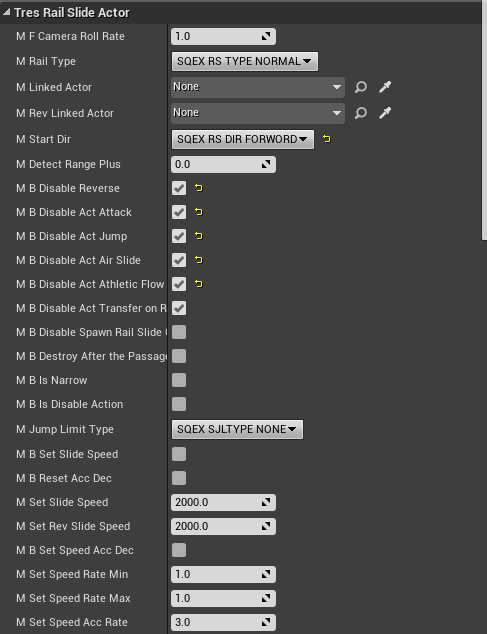 Tres Rail Slide Actor
M F Camera Roll Rate 1.0
M Rail Type SQEX RS TYPE NORMAL
M Linked Actor None
M Rev Linked Actor None
M Start Dir SQEX RS DIR FORWORD
M Detect Range Plus 0.0
M B Disable Reverse
M B Disable Act Attack
M B Disable Act Jump
M B Disable Act Air Slide
M B Disable Act Athletic Flow
M B Disable Act Transfer on R
M B Disable Spawn Rail Slide
M B Destroy After the Passage
M B Is Narrow
M B Is Disable Action
M Jump Limit Type SQEX SJLTYPE NONE
M B Set Slide Speed
M B Reset Acc Dec
M Set Slide Speed 2000.0
M Set Rev Slide Speed 2000.0
M B Set Speed Acc Dec
M Set Speed Rate Min 1.0
M Set Speed Rate Max 1.0
M Set Speed Acc Rate 3.0